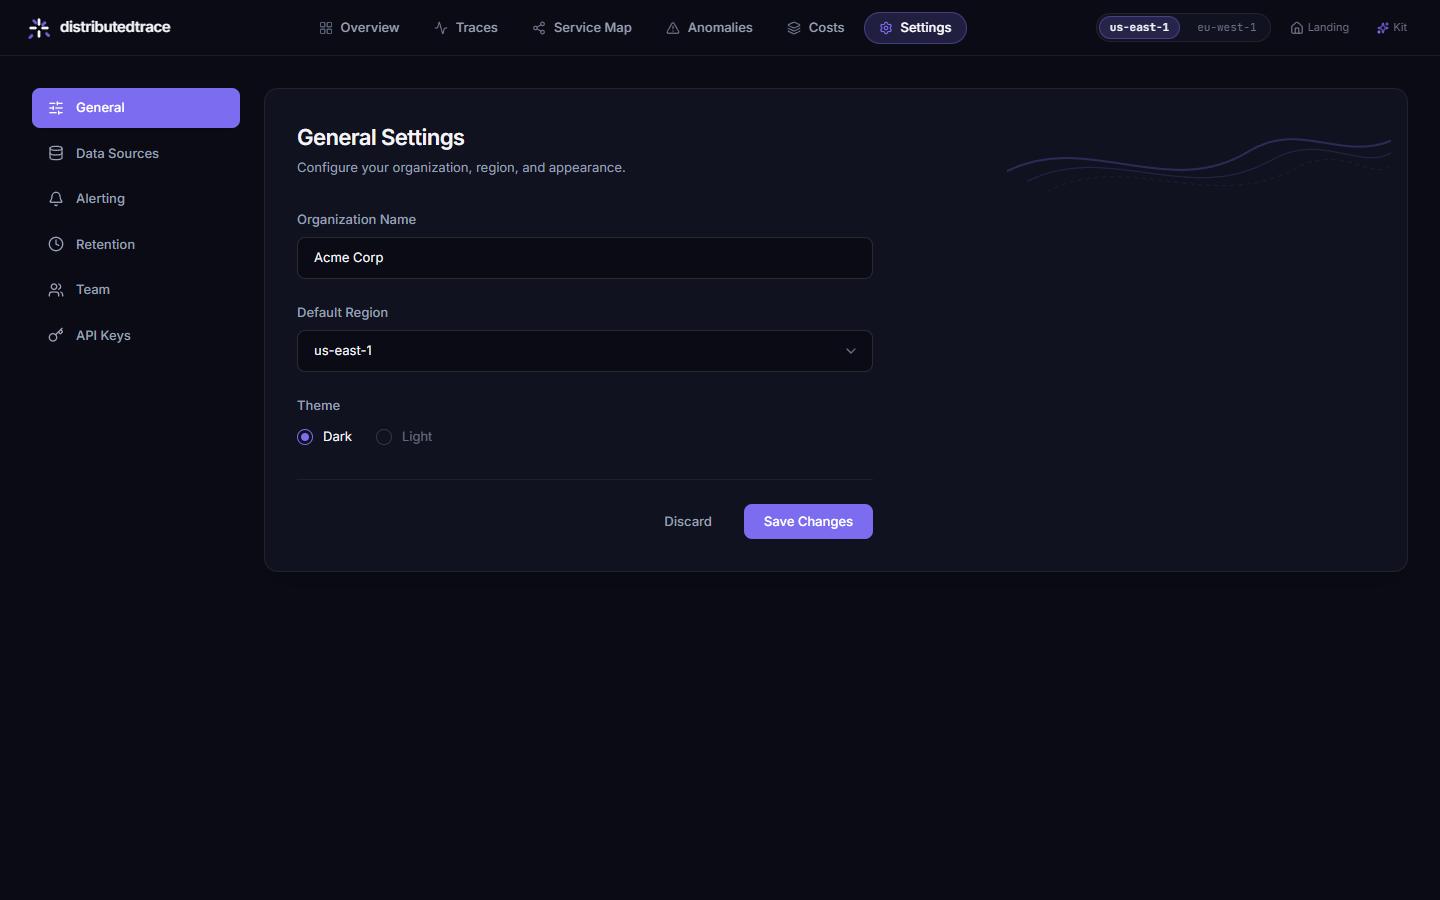 distributedtrace
Overview
Traces
Service Map
Anomalies
Costs
Settings
us-east-1
eu-west-1
Landing
Kit
General
Data Sources
Alerting
Retention
Team
API Keys
General Settings
Configure your organization, region, and appearance.
Organization Name
Acme Corp
Default Region
us-east-1
Theme
Dark
Light
Discard
Save Changes